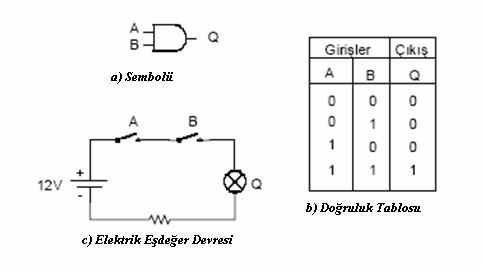 A
B
Q
a) Sembolü
Girişler Çıkış
A B Q
0 0 0
0 1 0
1 0 0
1 1 1
b) Doğruluk Tablosu
A B
12V
+
-
Q
c) Elektrik Eşdeğer Devresi